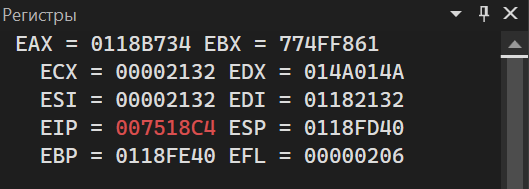 Регистры
EAX = 0118B734 EBX = 774FF861
ECX = 00002132 EDX = 014A014A
ESI = 00002132 EDI = 01182132
EIP = 007518C4 ESP = 0118FD40
EBP = 0118FE40 EFL = 00000206